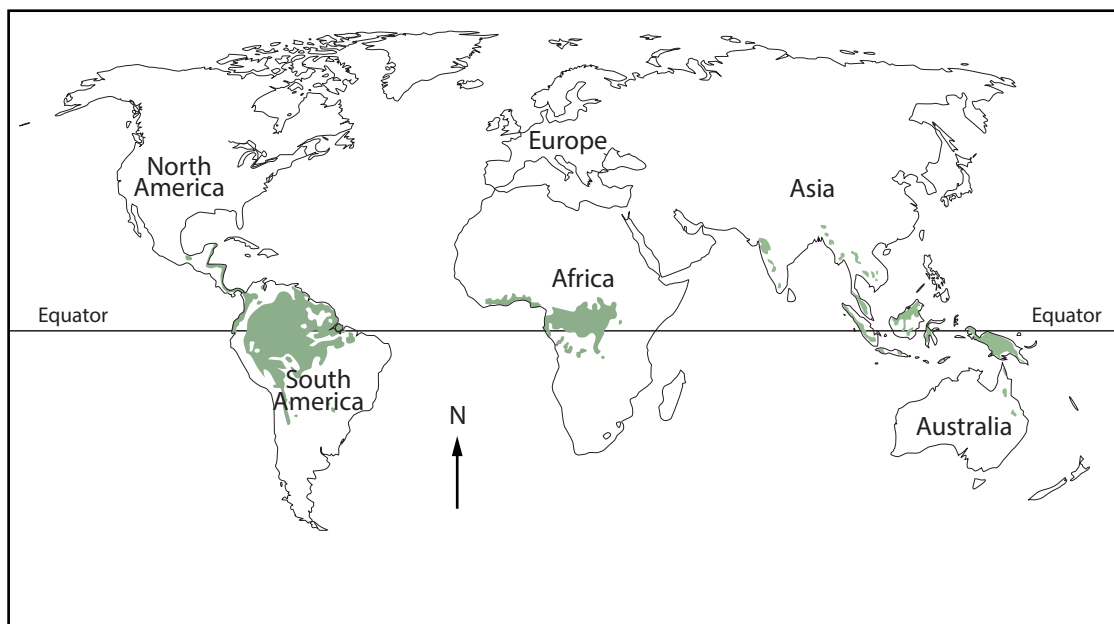 North
America
Europe
Asia
Africa
Equator
Equator
South
America
N
Australia